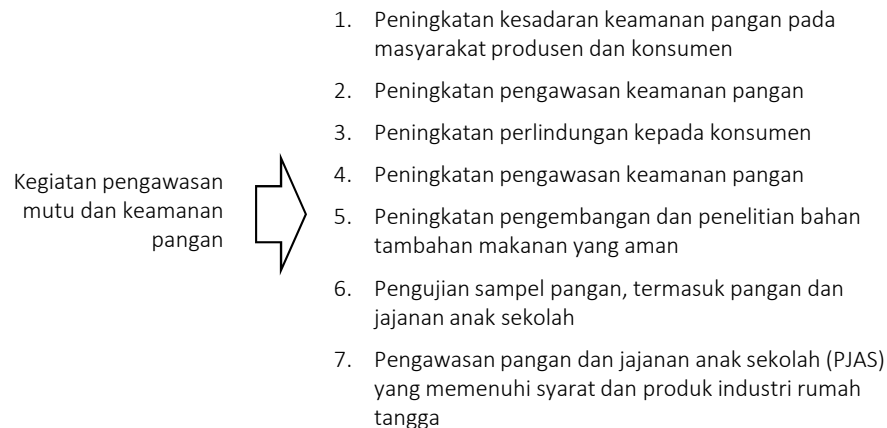 Kegiatan pengawasan
mutu dan keamanan
pangan
1. Peningkatan kesadaran keamanan pangan pada
masyarakat produsen dan konsumen
2. Peningkatan pengawasan keamanan pangan
3. Peningkatan perlindungan kepada konsumen
4. Peningkatan pengawasan keamanan pangan
5. Peningkatan pengembangan dan penelitian bahan
tambahan makanan yang aman
6. Pengujian sampel pangan, termasuk pangan dan
jajanan anak sekolah
7. Pengawasan pangan dan jajanan anak sekolah (PJAS)
yang memenuhi syarat dan produk industri rumah
tangga